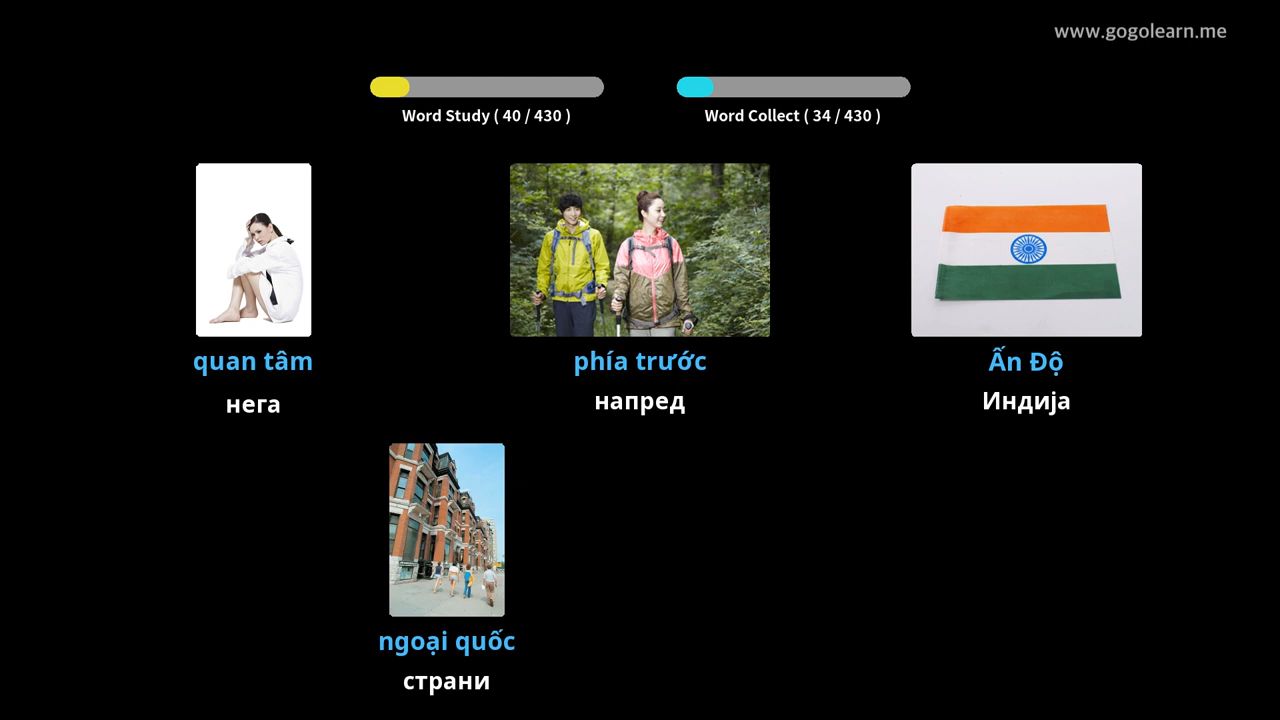 www.gogolearn.me
Word Study ( 40 / 430 )
Word Collect ( 34 / 430 )
quan tâm
нега
phía trước
напред
Ấn Độ
Индија
ngoại quốc
страни